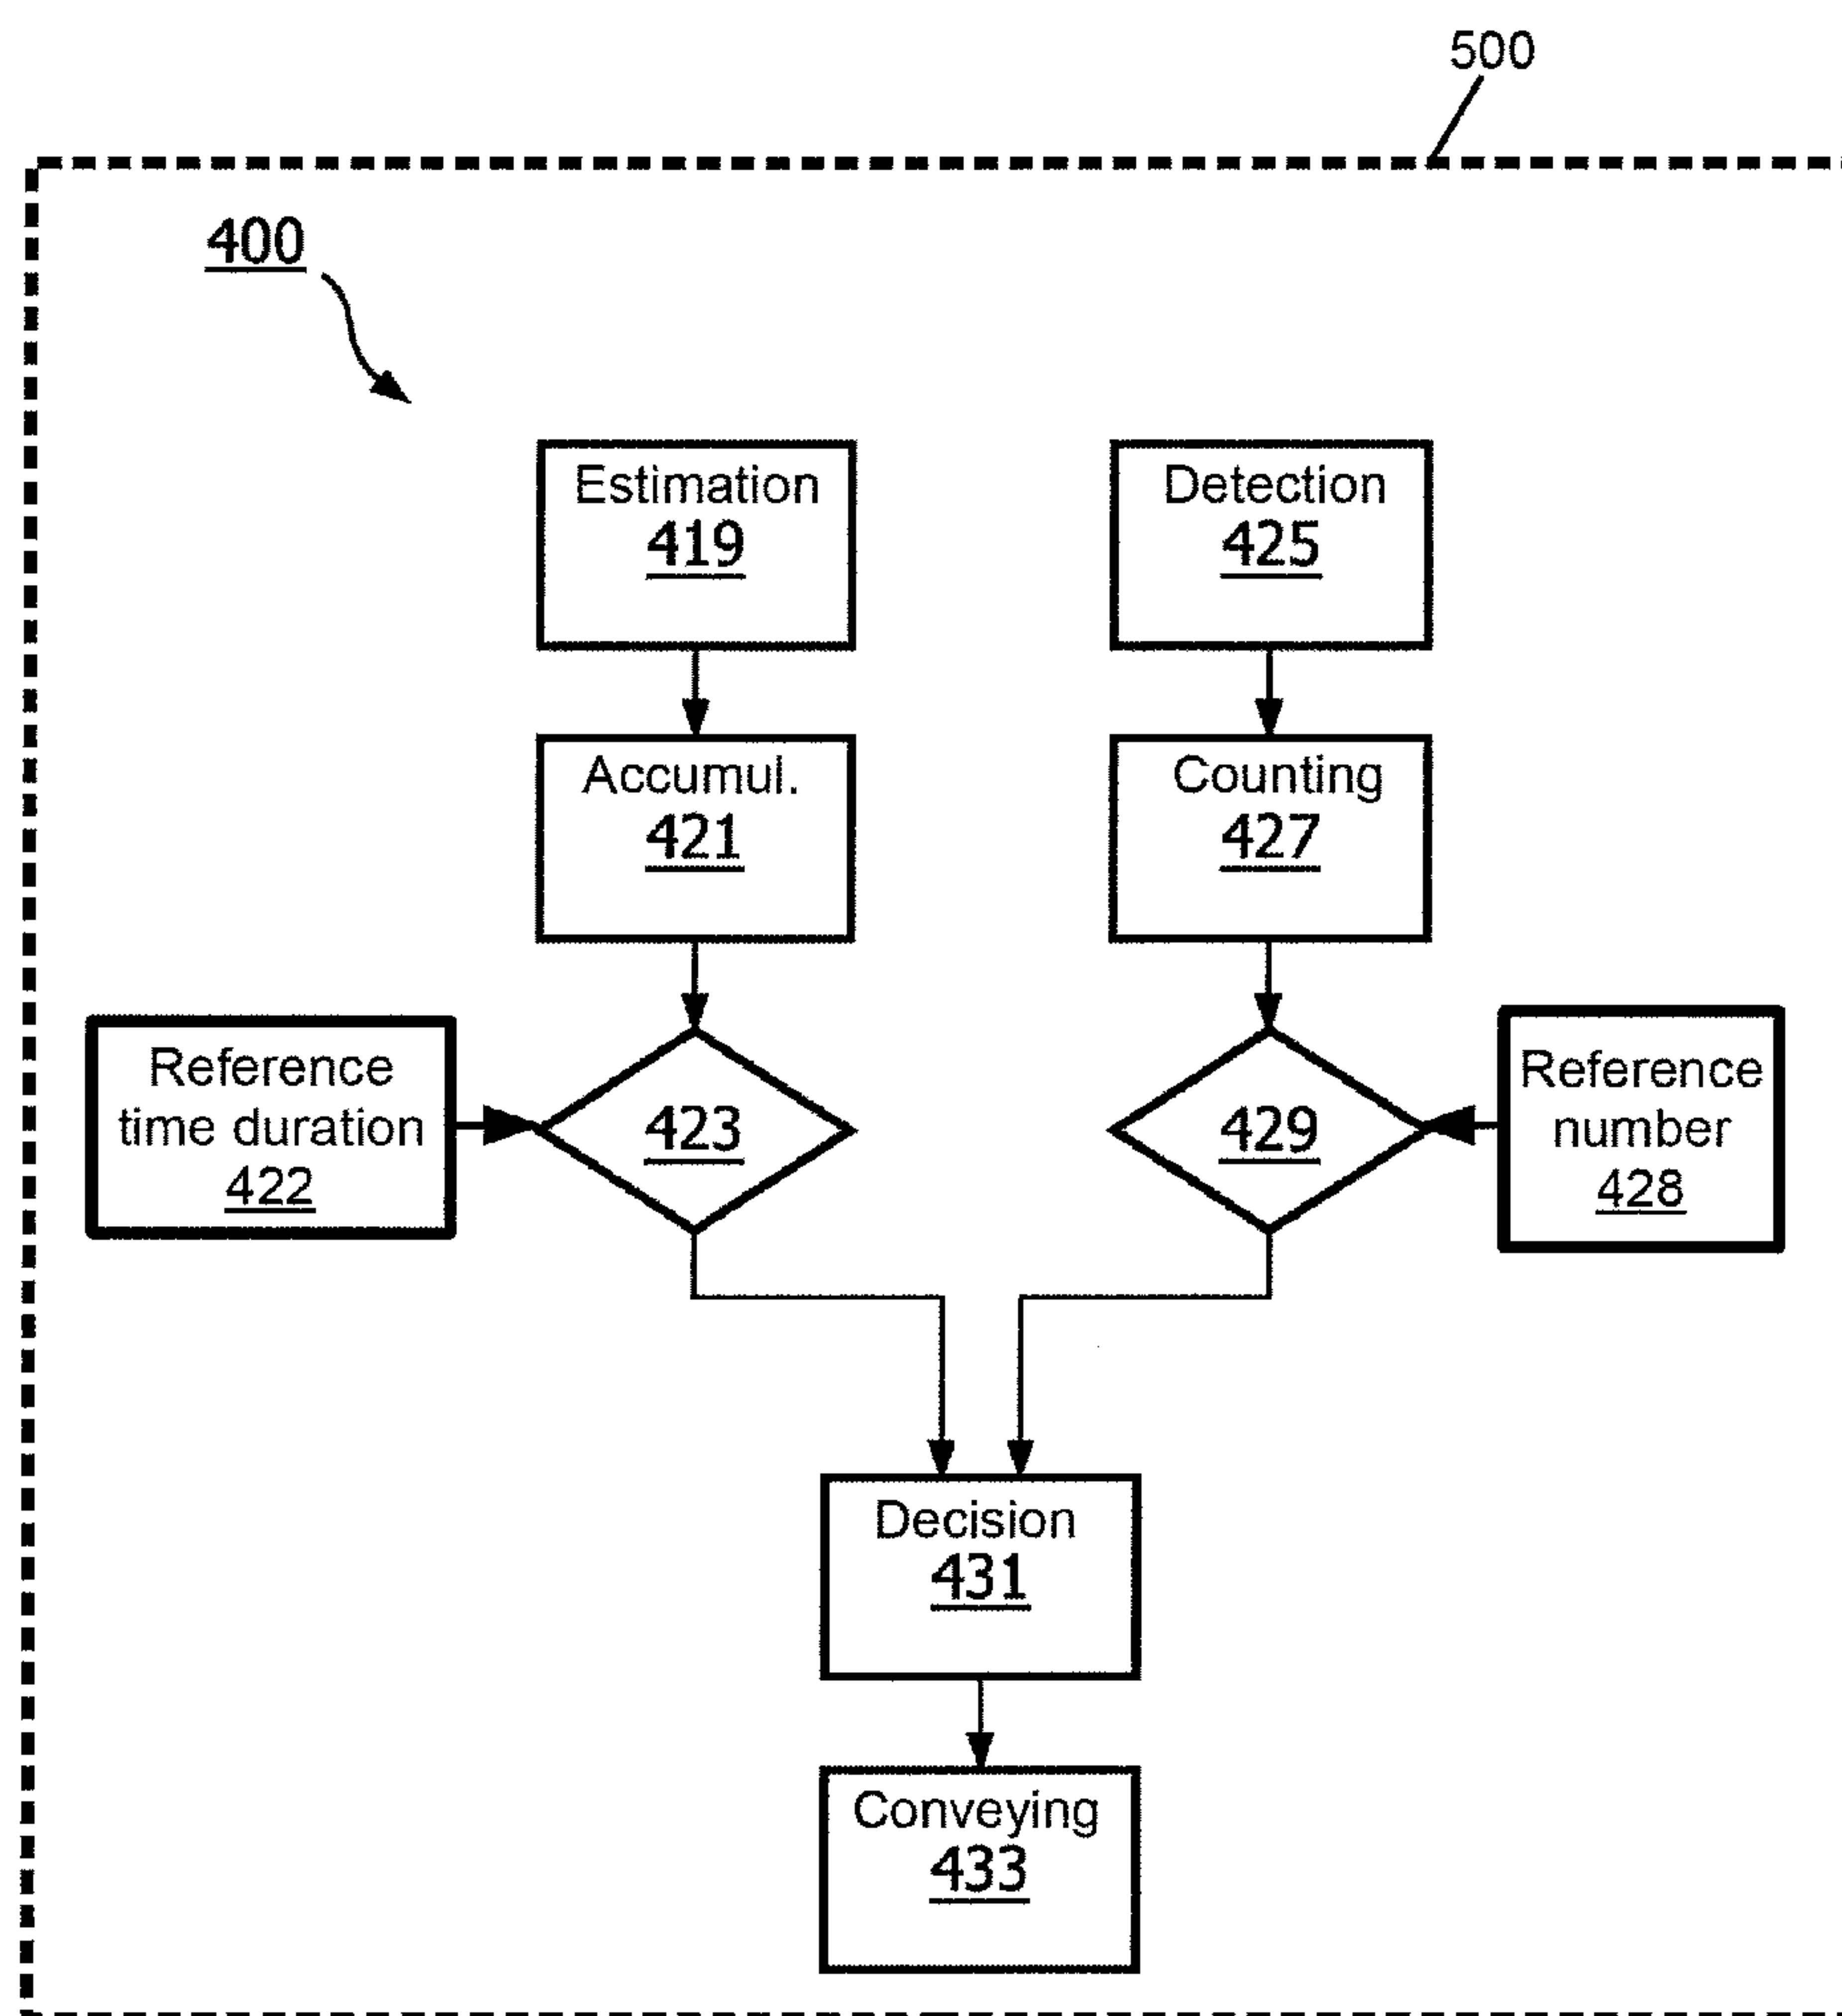 500
400
Estimation
419
Detection
425
Accumul.
421
Counting
427
Reference
time duration
422
423
429
Reference
number
428
Decision
431
Conveying
433